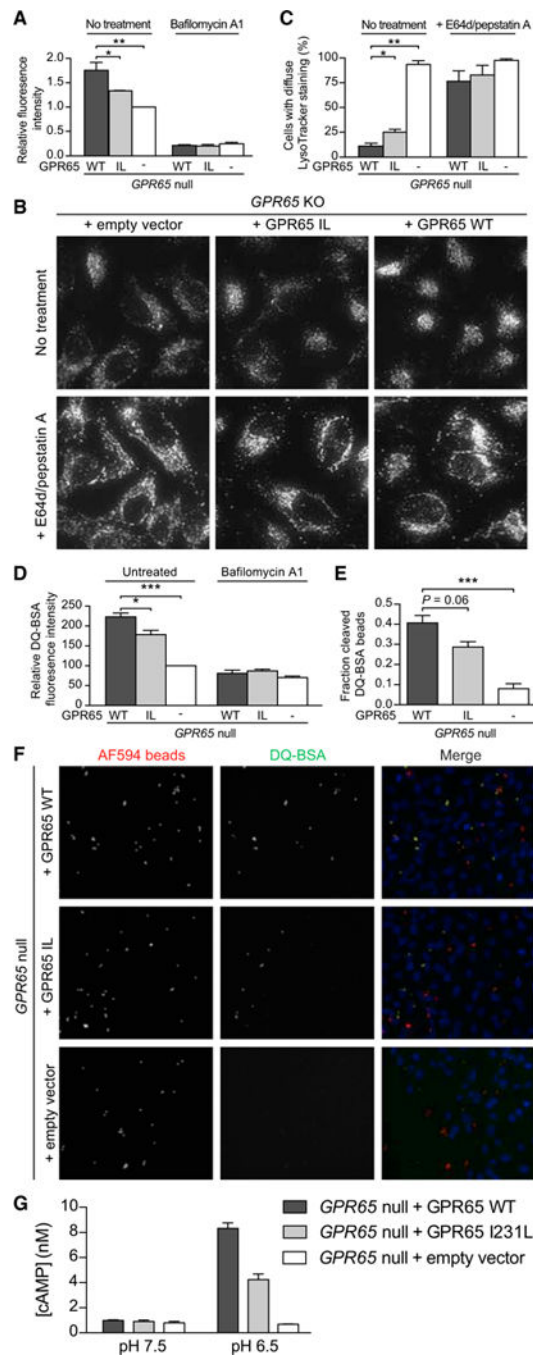 A
No treatment
Bafilomycin A1
**
*
Relative fluorescence
intensity
2.0
1.5
1.0
0.5
0
GPR65 WT IL - WT IL -
GPR65 null
C
No treatment
+ E64d/pepstatin A
**
*
Cells with diffuse
LysoTracker staining (%)
100
75
50
25
0
GPR65 WT IL - WT IL -
GPR65 null
B
GPR65 KO
+ empty vector
+ GPR65 IL
+ GPR65 WT
No treatment
+ E64d/pepstatin A
D
Untreated
Bafilomycin A1
***
*
Relative DQ-BSA
fluorescence intensity
250
200
150
100
50
0
GPR65 WT IL - WT IL -
GPR65 null
E
***
P = 0.06
Fraction cleaved
DQ-BSA beads
0.5
0.4
0.3
0.2
0.1
0
GPR65 WT IL -
GPR65 null
F
AF594 beads
DQ-BSA
Merge
GPR65 null
+ GPR65 WT
+ GPR65 IL
+ empty vector
G
[cAMP] (nM)
10
8
6
4
2
0
pH 7.5
pH 6.5
GPR65 null + GPR65 WT
GPR65 null + GPR65 I231L
GPR65 null + empty vector